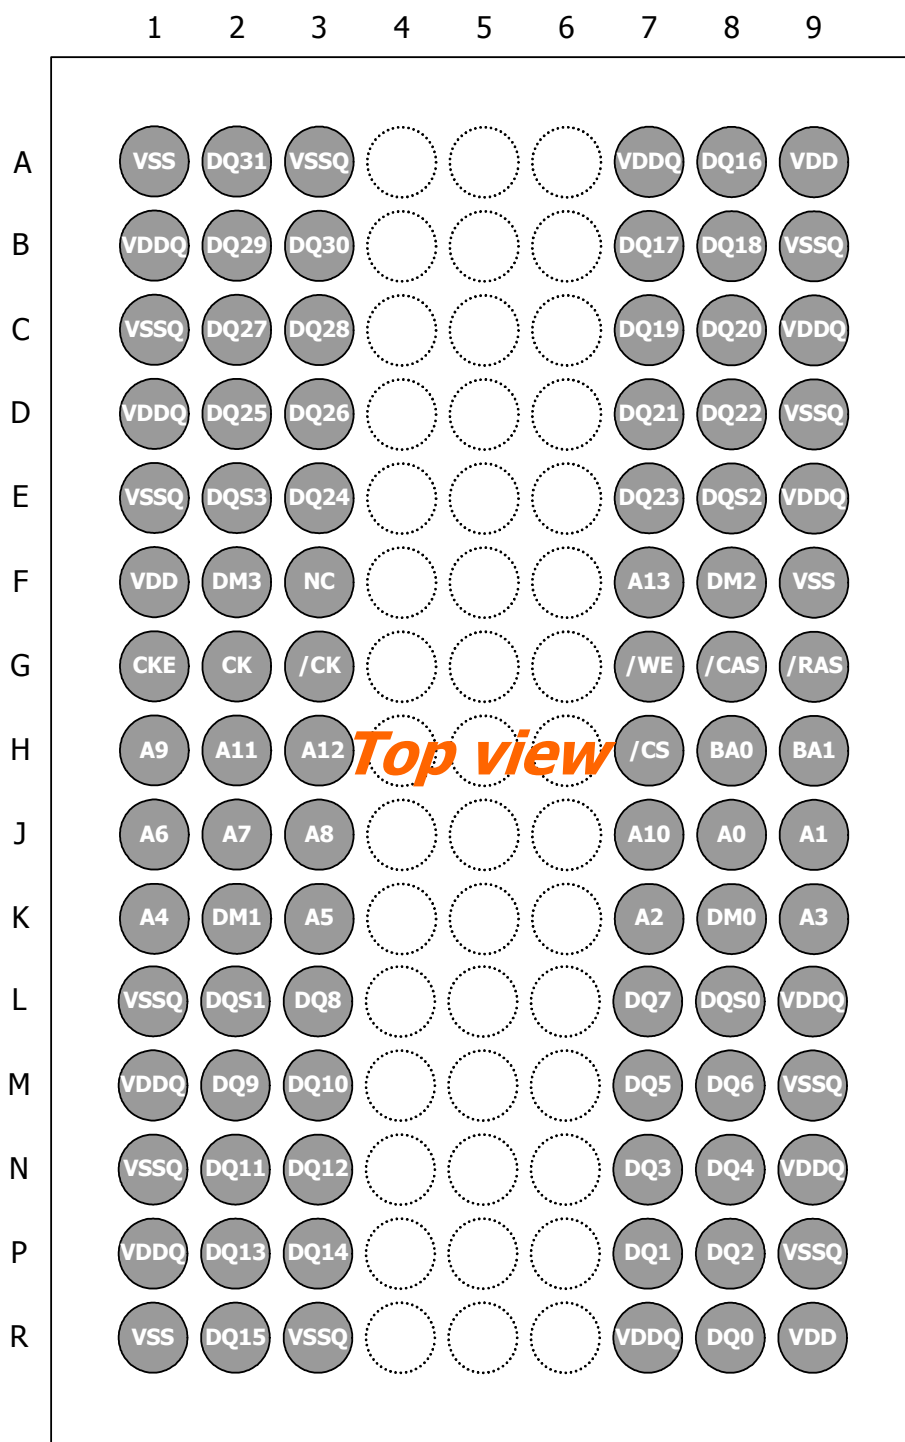 1 2 3 4 5 6 7 8 9
A VSS DQ31 VSSQ VDDQ DQ16 VDD
B VDDQ DQ29 DQ30 DQ17 DQ18 VSSQ
C VSSQ DQ27 DQ28 DQ19 DQ20 VDDQ
D VDDQ DQ25 DQ26 DQ21 DQ22 VSSQ
E VSSQ DQS3 DQ24 DQ23 DQS2 VDDQ
F VDD DM3 NC A13 DM2 VSS
G CKE CK /CK /WE /CAS /RAS
H A9 A11 A12 Top view /CS BA0 BA1
J A6 A7 A8 A10 A0 A1
K A4 DM1 A5 A2 DM0 A3
L VSSQ DQS1 DQ8 DQ7 DQS0 VDDQ
M VDDQ DQ9 DQ10 DQ5 DQ6 VSSQ
N VSSQ DQ11 DQ12 DQ3 DQ4 VDDQ
P VDDQ DQ13 DQ14 DQ1 DQ2 VSSQ
R VSS DQ15 VSSQ VDDQ DQ0 VDD